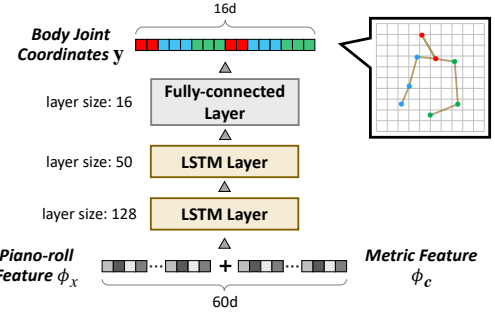 16d
Body Joint
Coordinates y
Fully-connected
Layer
layer size: 16
LSTM Layer
layer size: 50
LSTM Layer
layer size: 128
Piano-roll
Feature ϕx
... + ...
Metric Feature
ϕc
60d